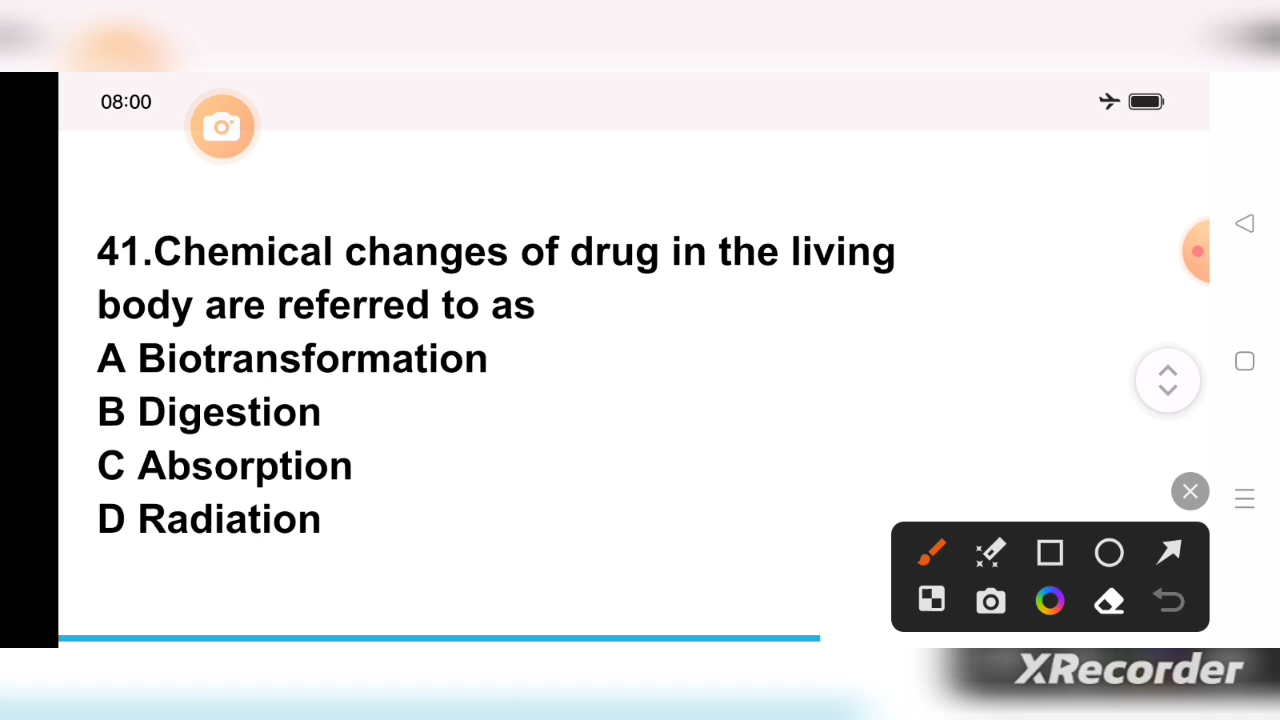 08:00
41.Chemical changes of drug in the living
body are referred to as
A Biotransformation
B Digestion
C Absorption
D Radiation
XRecorder